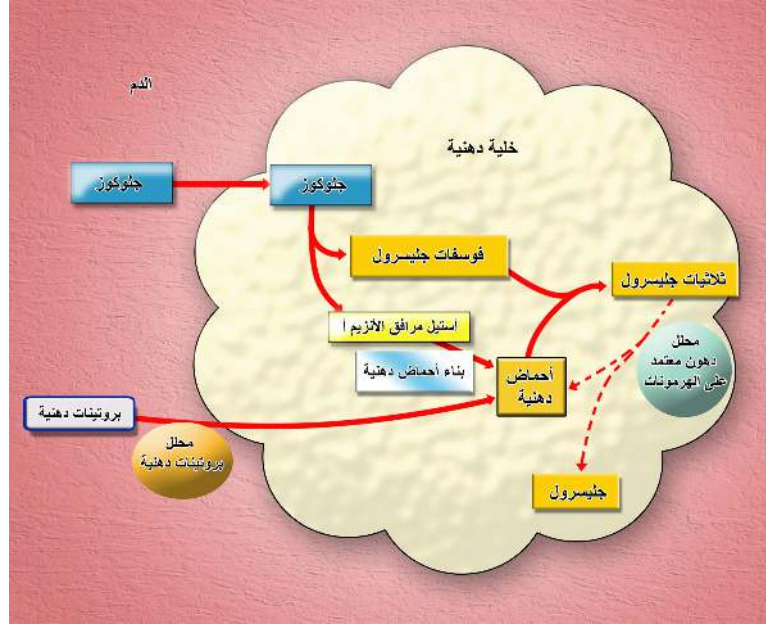 الدم
خلية دهنية
جلوكوز
جلوكوز
فوسفات جليسرول
ثلاثيات جليسرول
أستيل مرافق الأنزيم أ
بناء أحماض دهنية
أحماض
دهنية
محلل
دهون معتمد
على الهرمونات
بروتينات دهنية
محلل
بروتينات دهنية
جليسرول